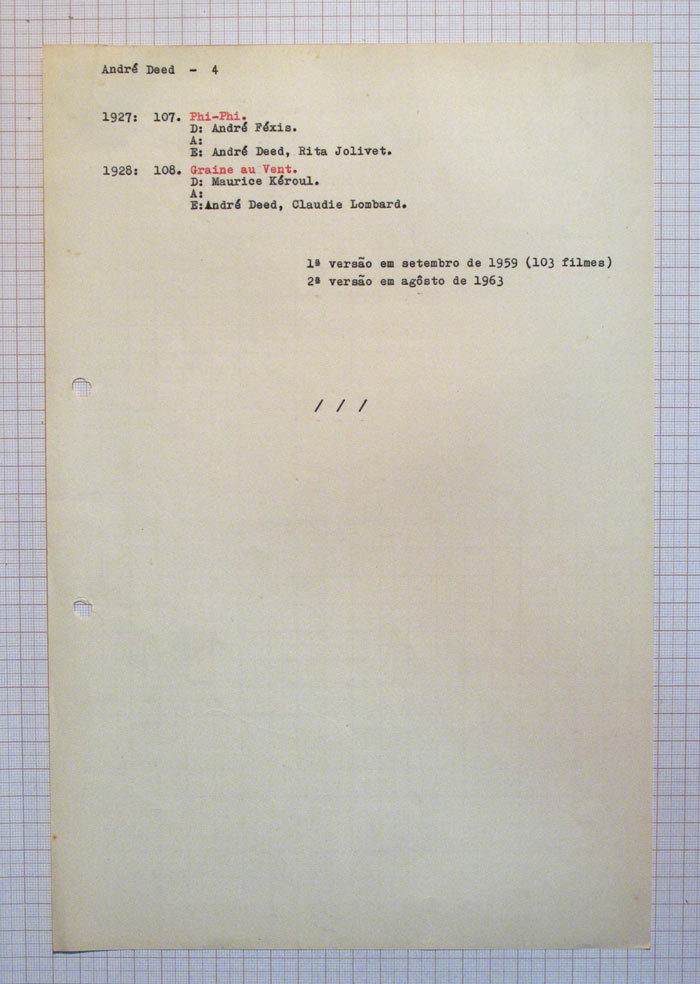 André Deed - 4
1927: 107. Phi-Phi.
D: André Féxis.
A:
E: André Deed, Rita Jolivet.
1928: 108. Graine au Vent.
D: Maurice Kéroul.
A:
E:André Deed, Claudie Lombard.
1ª versão em setembro de 1959 (103 filmes)
2ª versão em agôsto de 1963
/ / /